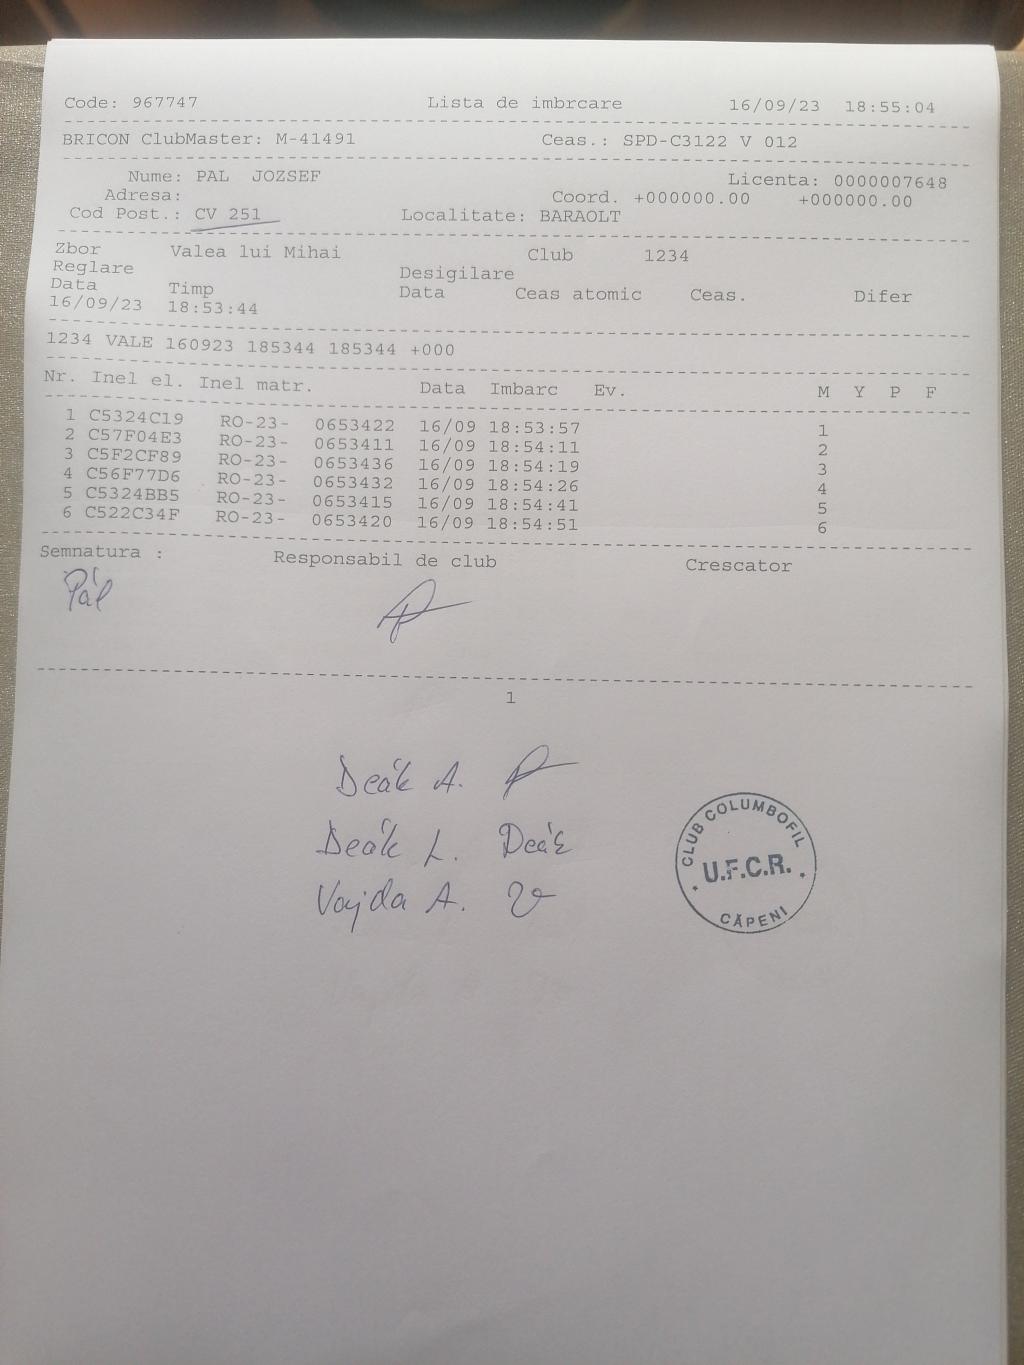 Code: 967747 Lista de imbrcare 16/09/23 18:55:04
BRICON ClubMaster: M-41491 Ceas.: SPD-C3122 V 012
Nume: PAL JOZSEF Licenta: 0000007648
Adresa: Coord. +000000.00 +000000.00
Cod Post.: CV 251 Localitate: BARAOLT
Zbor Valea lui Mihai Club 1234
Reglare Desigilare
Data Timp Data Ceas atomic Ceas. Difer
16/09/23 18:53:44
1234 VALE 160923 185344 185344 +000
Nr. Inel el. Inel matr. Data Imbarc Ev. M Y P F
1 C5324C19 RO-23- 0653422 16/09 18:53:57 1
2 C57F04E3 RO-23- 0653411 16/09 18:54:11 2
3 C5F2CF89 RO-23- 0653436 16/09 18:54:19 3
4 C56F77D6 RO-23- 0653432 16/09 18:54:26 4
5 C5324BB5 RO-23- 0653415 16/09 18:54:41 5
6 C522C34F RO-23- 0653420 16/09 18:54:51 6
Semnatura : Responsabil de club Crescator
Pál
1
Deák A.
Deák L. Deák
Vajda A.
CLUB COLUMBOFIL
U.F.C.R.
CĂPENI